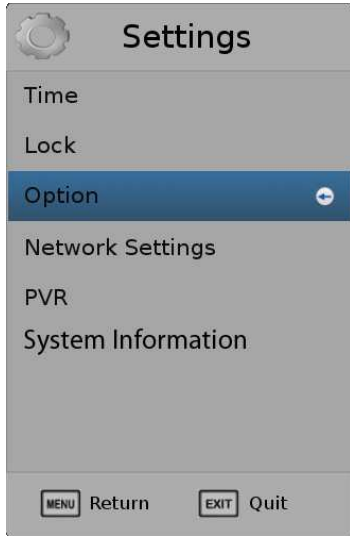 Settings
Time
Lock
Option
Network Settings
PVR
System Information
MENU Return EXIT Quit